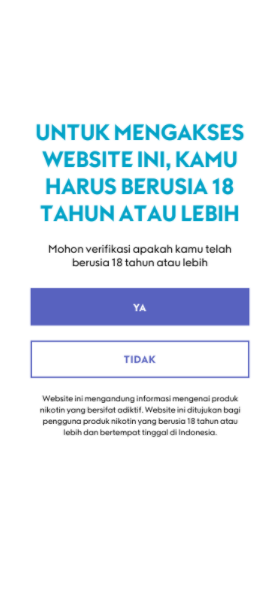 UNTUK MENGAKSES
WEBSITE INI, KAMU
HARUS BERUSIA 18
TAHUN ATAU LEBIH
Mohon verifikasi apakah kamu telah
berusia 18 tahun atau lebih
YA
TIDAK
Website ini mengandung informasi mengenai produk
nikotin yang bersifat adiktif. Website ini ditujukan bagi
pengguna produk nikotin yang berusia 18 tahun atau
lebih dan bertempat tinggal di Indonesia.